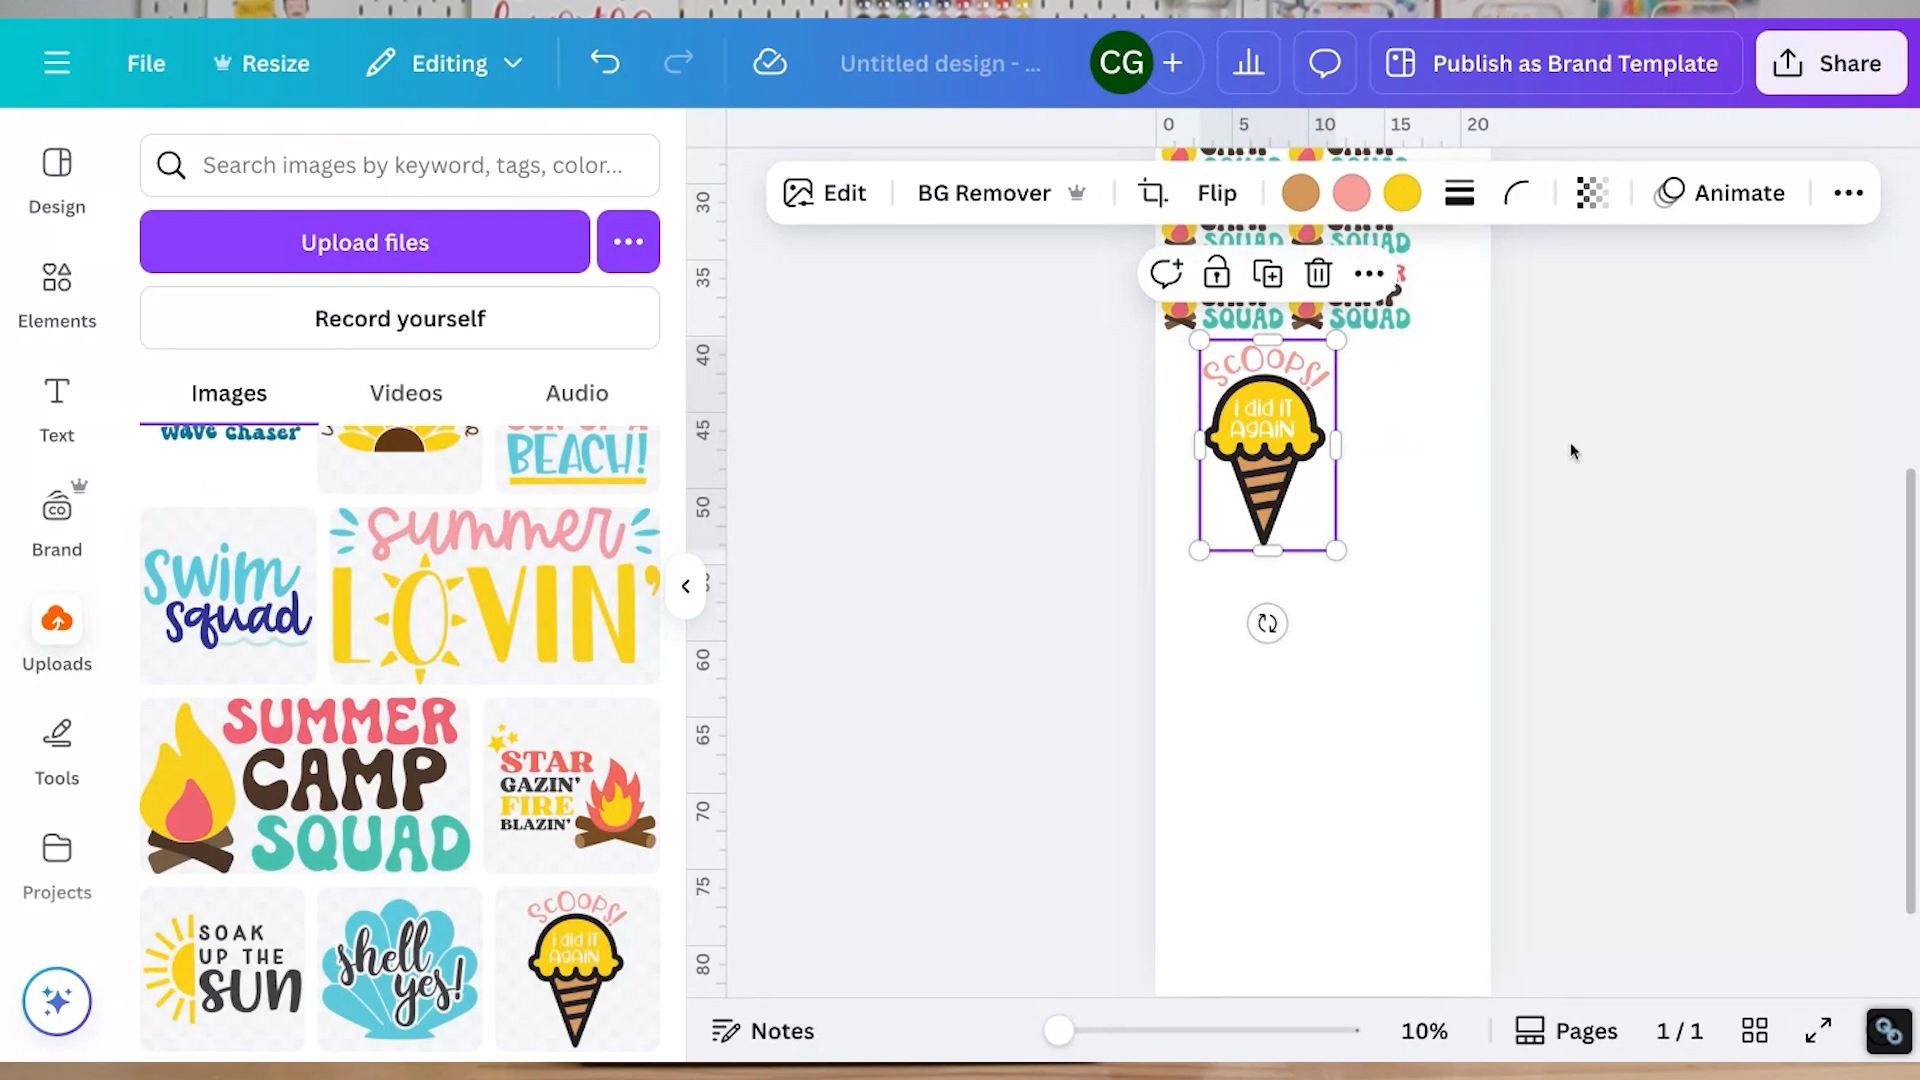 File
Resize
Editing
Untitled design - ...
CG
Publish as Brand Template
Share
Design
Elements
Text
Brand
Uploads
Tools
Projects
Search images by keyword, tags, color...
Upload files
Record yourself
Images
Videos
Audio
wave chaser
BEACH!
swim
squad
summer
LOVIN'
SUMMER
CAMP
SQUAD
STAR
GAZIN'
FIRE
BLAZIN'
SOAK
UP THE
SUN
shell
yes!
SCOOPS!
i did iT
AgAiN
0 5 10 15 20
30
35
40
45
50
60
65
70
75
80
Edit
BG Remover
Flip
Animate
SQUAD SQUAD
SQUAD SQUAD
SCOOPS!
i did iT
AgAiN
Notes
10%
Pages
1 / 1